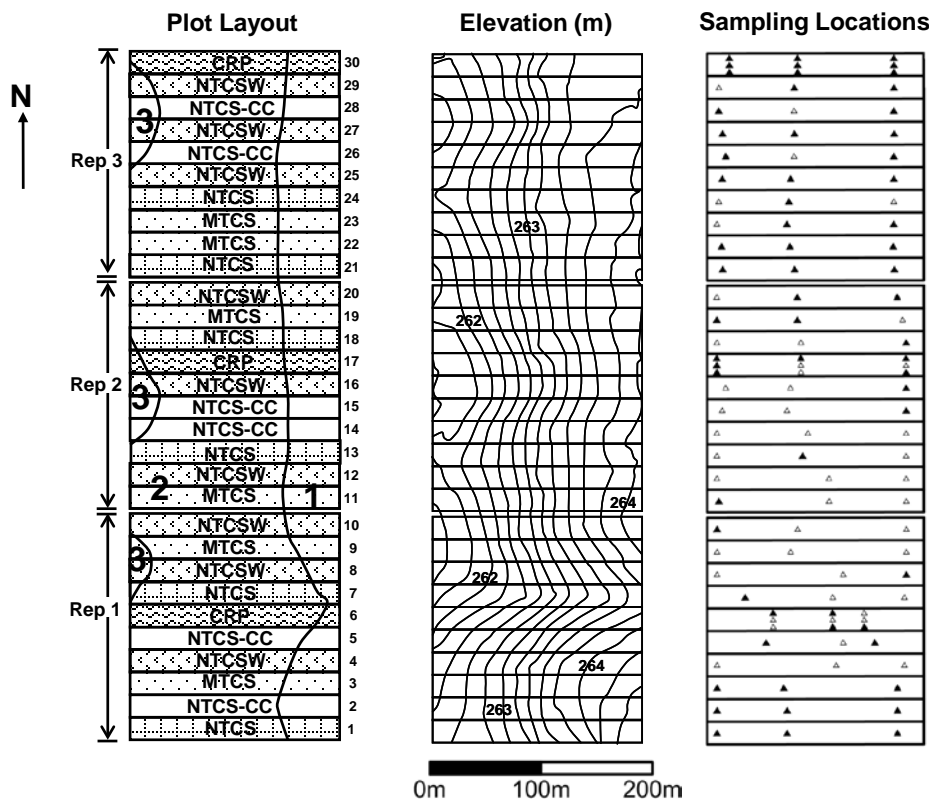 Plot Layout
Elevation (m)
Sampling Locations
N
Rep 3
CRP 30
NTCSW 29
NTCS-CC 28
3
NTCSW 27
NTCS-CC 26
NTCSW 25
NTCS 24
MTCS 23
MTCS 22
NTCS 21
263
Rep 2
NTCSW 20
MTCS 19
NTCS 18
CRP 17
NTCSW 16
3
NTCS-CC 15
NTCS-CC 14
NTCS 13
NTCSW 12
2
1
MTCS 11
262
264
Rep 1
NTCSW 10
MTCS 9
3
NTCSW 8
NTCS 7
CRP 6
NTCS-CC 5
NTCSW 4
MTCS 3
NTCS-CC 2
NTCS 1
262
264
263
0m 100m 200m